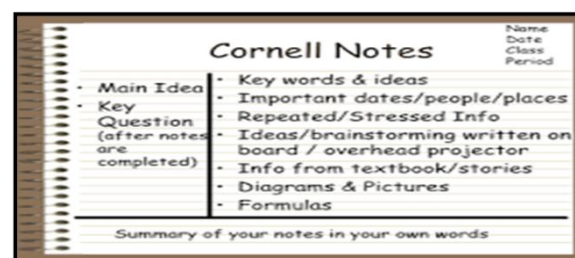 Name
Date
Class
Period
Cornell Notes
• Main Idea
• Key
Question
(after notes
are
completed)
• Key words & ideas
• Important dates/people/places
• Repeated/Stressed Info
• Ideas/brainstorming written on
board / overhead projector
• Info from textbook/stories
• Diagrams & Pictures
• Formulas
Summary of your notes in your own words